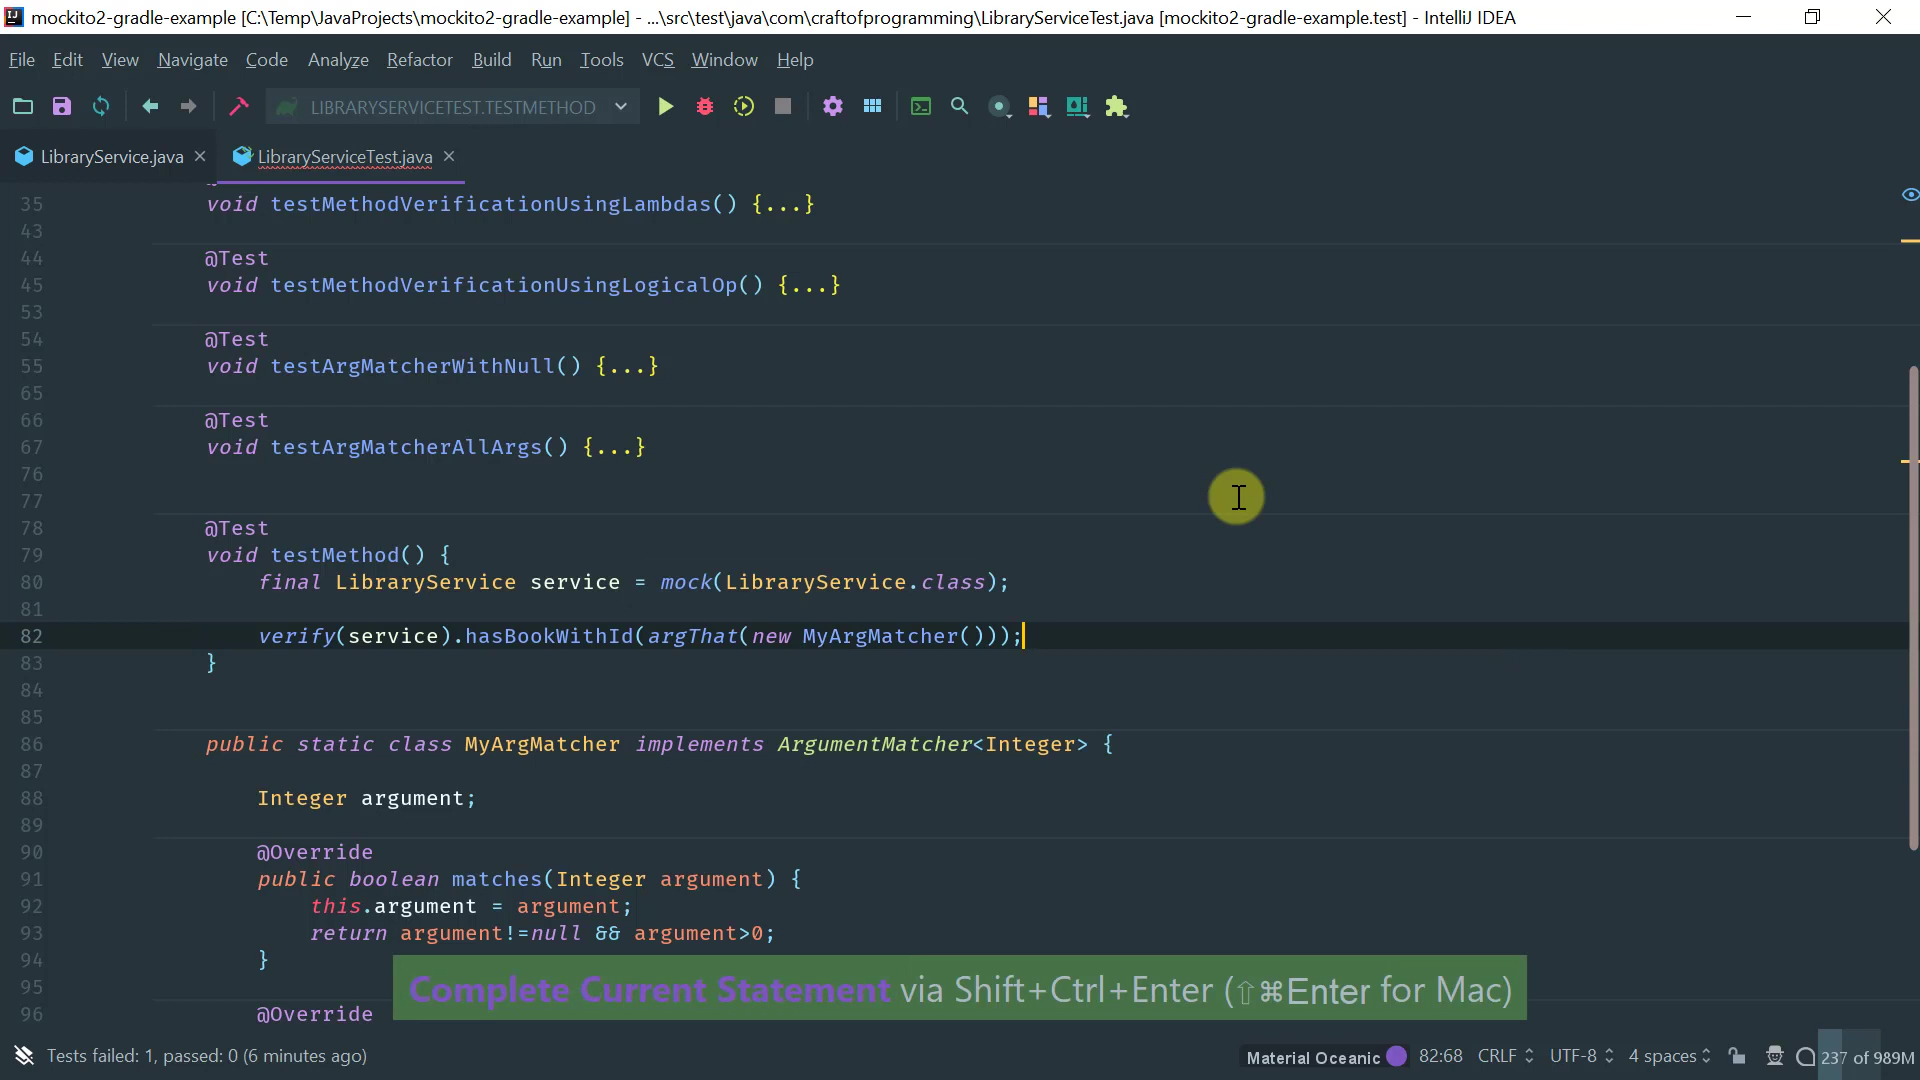 mockito2-gradle-example [C:\Temp\JavaProjects\mockito2-gradle-example] - ...\src\test\java\com\craftofprogramming\LibraryServiceTest.java [mockito2-gradle-example.test] - IntelliJ IDEA
File Edit View Navigate Code Analyze Refactor Build Run Tools VCS Window Help
LIBRARYSERVICETEST.TESTMETHOD
LibraryService.java LibraryServiceTest.java
35 void testMethodVerificationUsingLambdas() {...}
43
44 @Test
45 void testMethodVerificationUsingLogicalOp() {...}
53
54 @Test
55 void testArgMatcherWithNull() {...}
65
66 @Test
67 void testArgMatcherAllArgs() {...}
76
77
78 @Test
79 void testMethod() {
80 final LibraryService service = mock(LibraryService.class);
81
82 verify(service).hasBookWithId(argThat(new MyArgMatcher()));
83 }
84
85
86 public static class MyArgMatcher implements ArgumentMatcher<Integer> {
87
88 Integer argument;
89
90 @Override
91 public boolean matches(Integer argument) {
92 this.argument = argument;
93 return argument!=null && argument>0;
94 }
95
96 @Override
Complete Current Statement via Shift+Ctrl+Enter (⇧⌘Enter for Mac)
Tests failed: 1, passed: 0 (6 minutes ago) Material Oceanic 82:68 CRLF UTF-8 4 spaces 237 of 989M